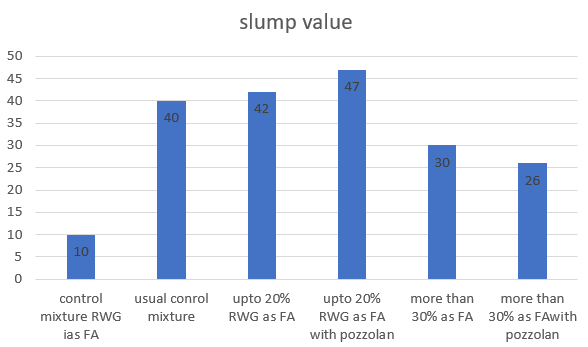 slump value
50
45
40
35
30
25
20
15
10
5
0
10
40
42
47
30
26
control
mixture RWG
ias FA
usual conrol
mixture
upto 20%
RWG as FA
upto 20%
RWG as FA
with pozzolan
more than
30% as FA
more than
30% as FAwith
pozzolan